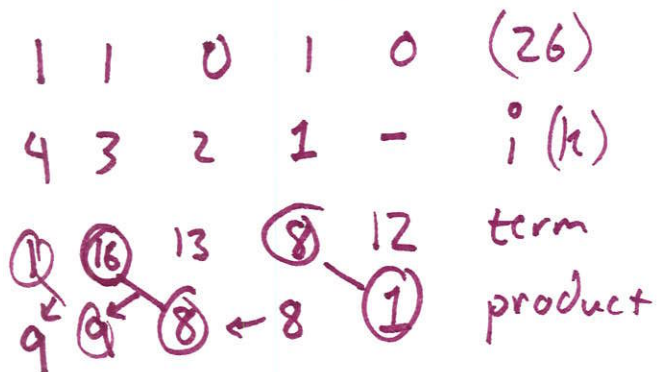 1 1 0 1 0 (26)
4 3 2 1 - i (k)
1 16 13 8 12 term
9 9 8 ← 8 1 product